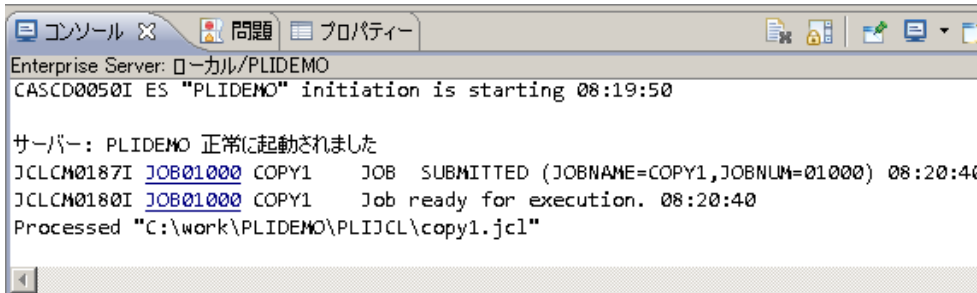 コンソール 問題 プロパティー
Enterprise Server: ローカル/PLIDEMO
CASCD0050I ES "PLIDEMO" initiation is starting 08:19:50
サーバー: PLIDEMO 正常に起動されました
JCLCM0187I JOB01000 COPY1 JOB SUBMITTED (JOBNAME=COPY1,JOBNUM=01000) 08:20:40
JCLCM0180I JOB01000 COPY1 Job ready for execution. 08:20:40
Processed "C:\work\PLIDEMO\PLIJCL\copy1.jcl"